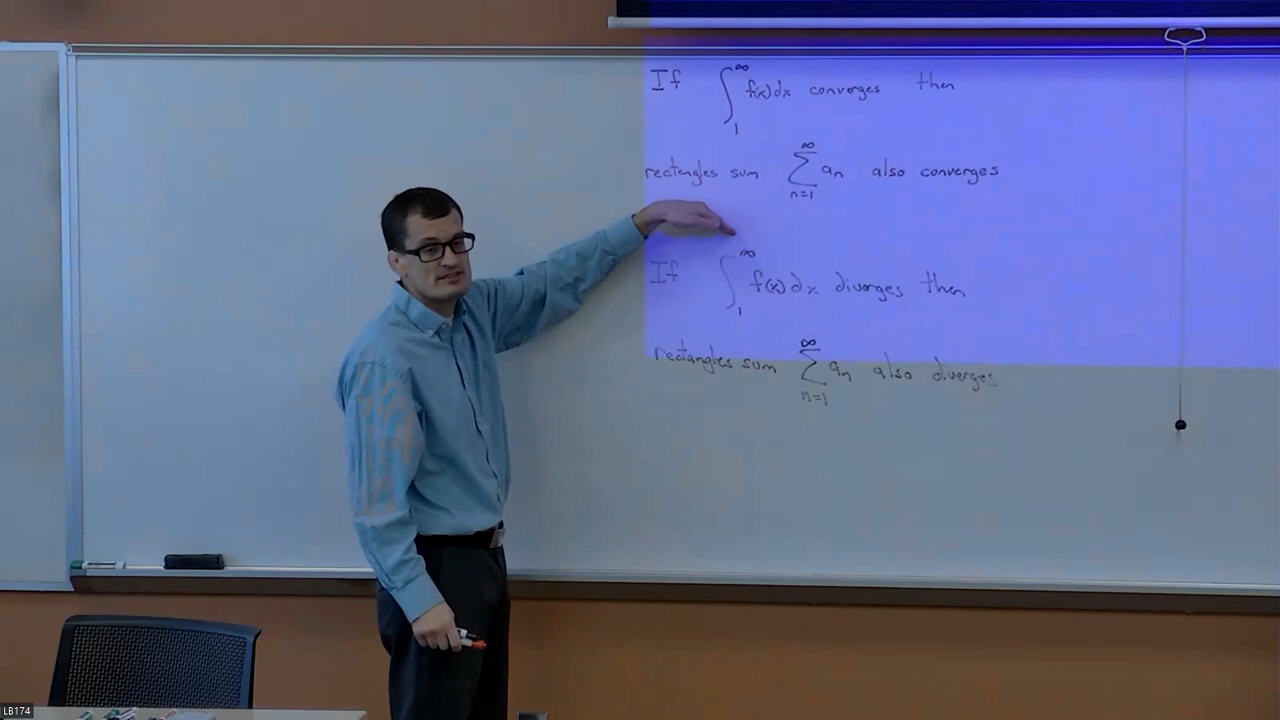 If ∫₁^∞ f(x)dx converges then
rectangles sum ∑_{n=1}^∞ aₙ also converges
If ∫₁^∞ f(x)dx diverges then
rectangles sum ∑_{n=1}^∞ aₙ also diverges
LB174